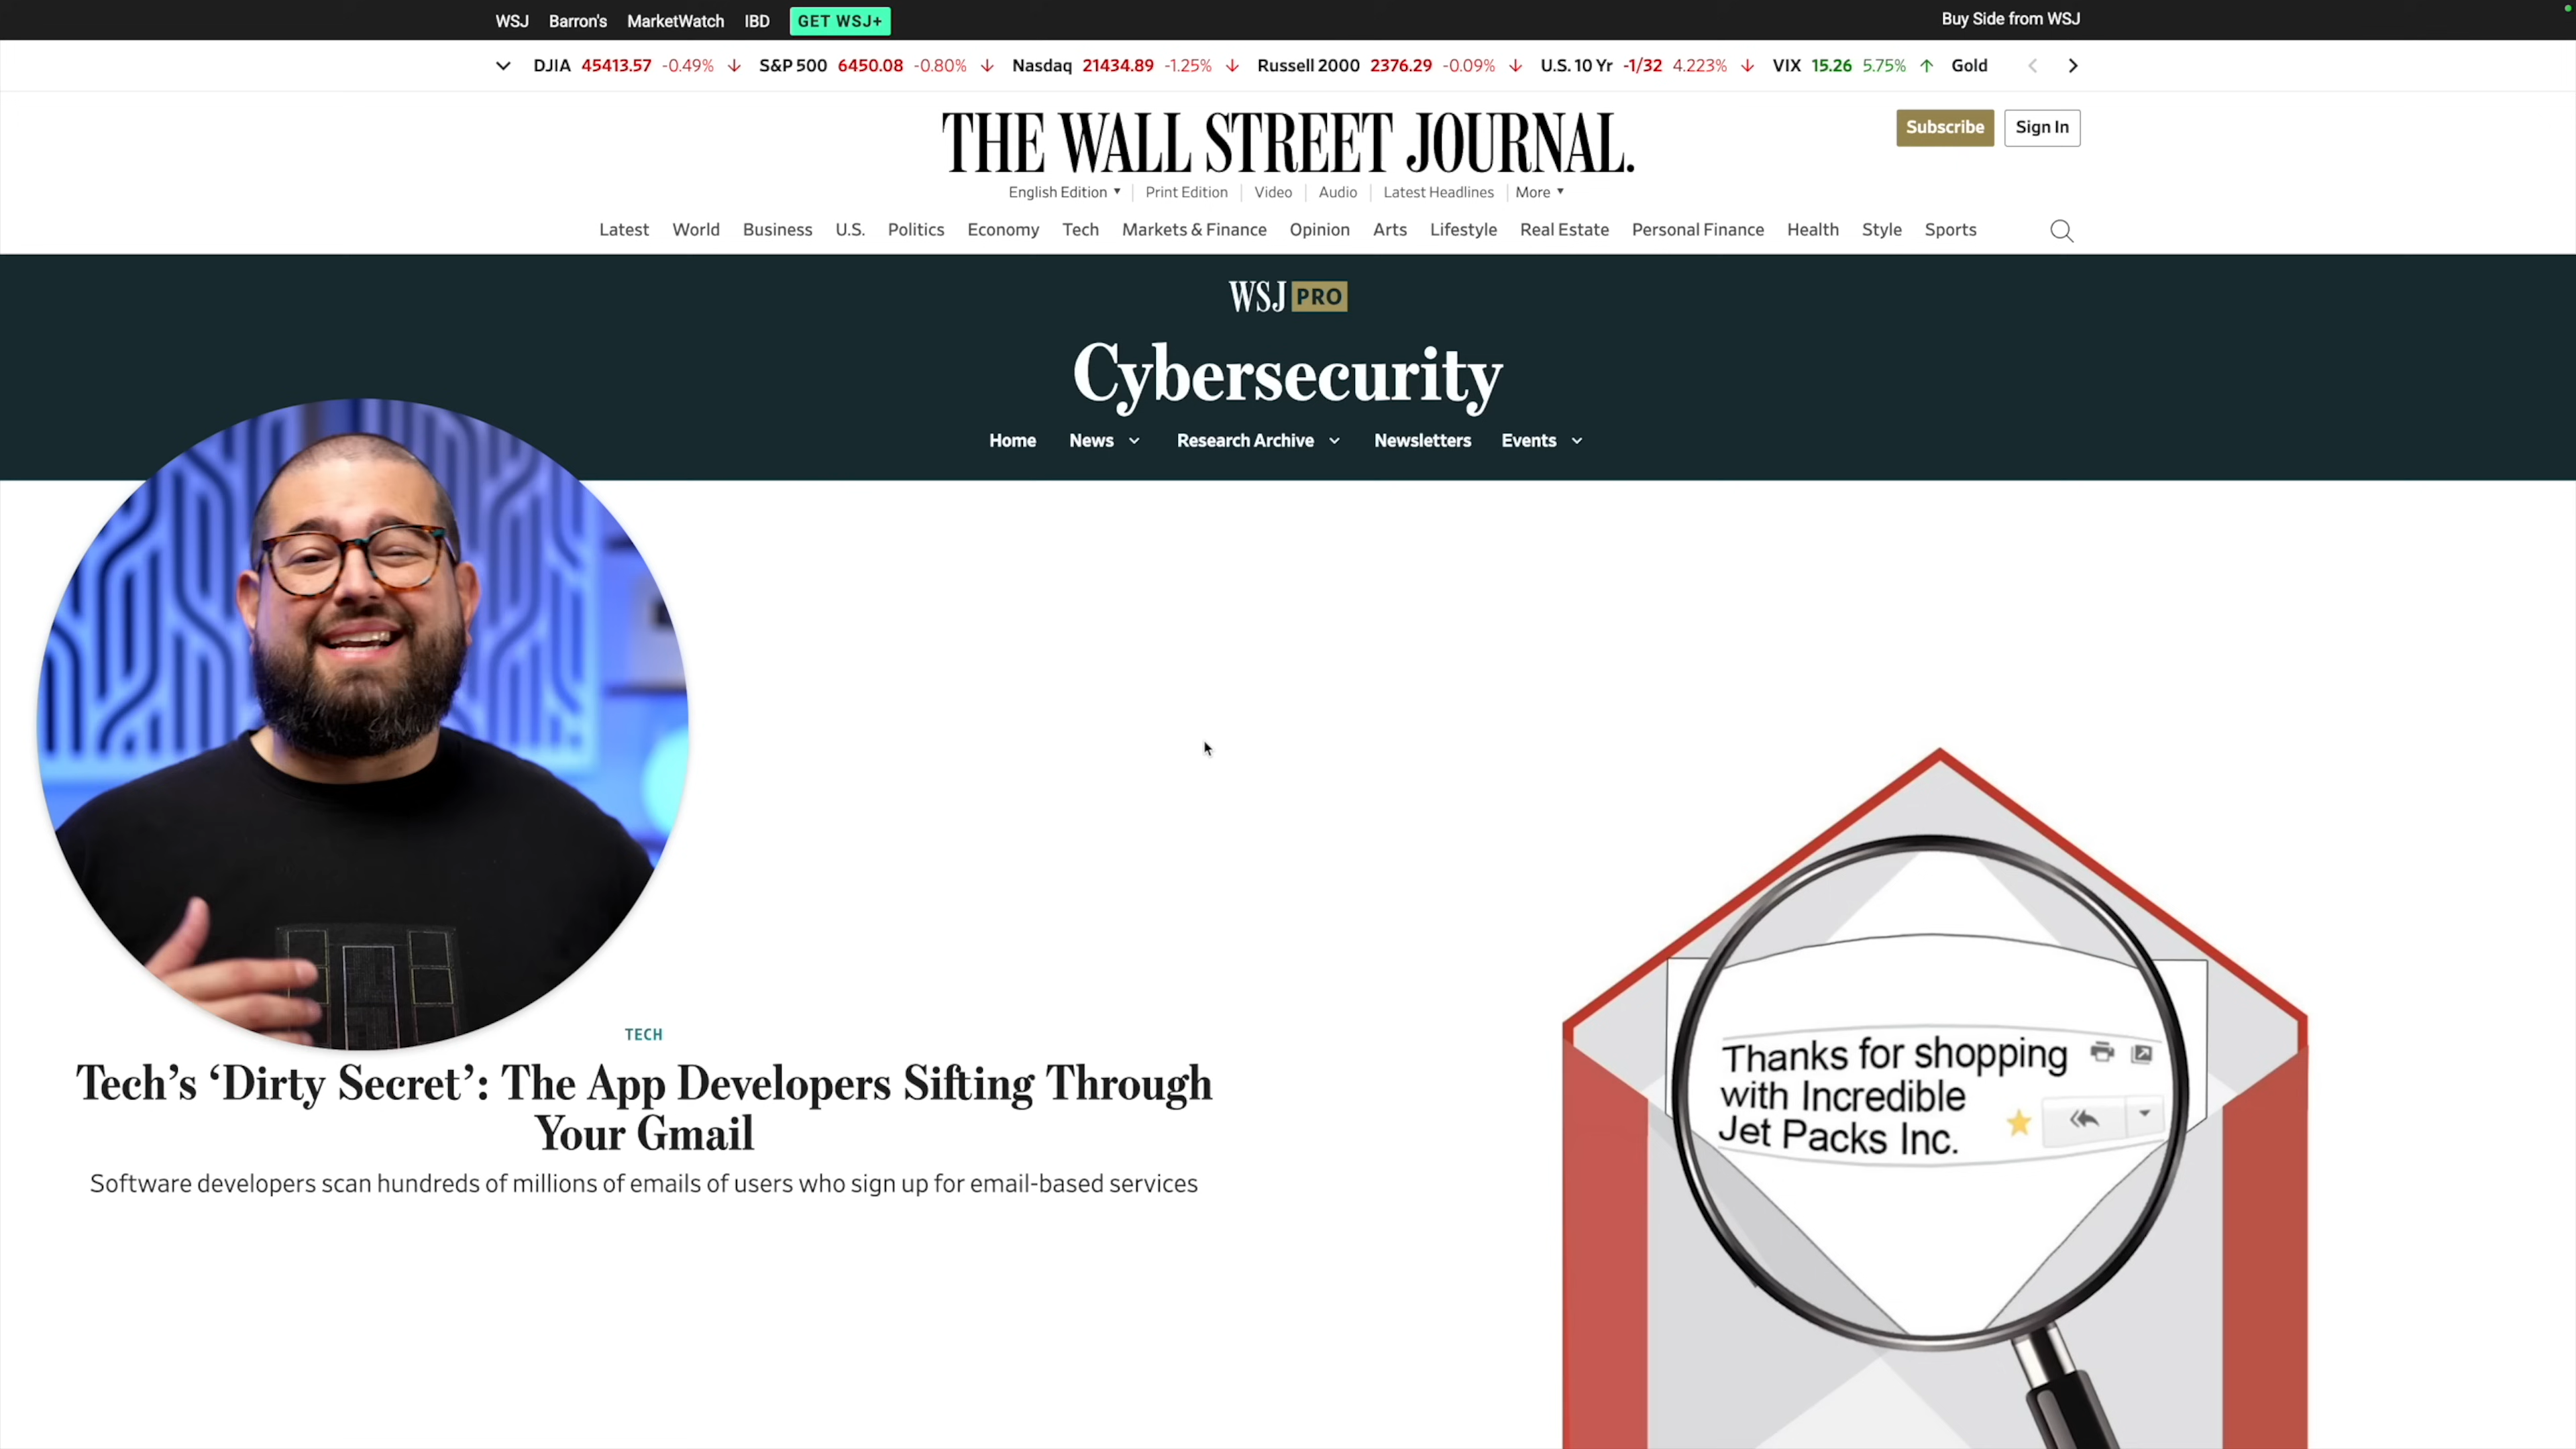 WSJ Barron's MarketWatch IBD GET WSJ+ Buy Side from WSJ
DJIA 45413.57 -0.49% S&P 500 6450.08 -0.80% Nasdaq 21434.89 -1.25% Russell 2000 2376.29 -0.09% U.S. 10 Yr -1/32 4.223% VIX 15.26 5.75% Gold
THE WALL STREET JOURNAL.
Subscribe Sign In
English Edition Print Edition Video Audio Latest Headlines More
Latest World Business U.S. Politics Economy Tech Markets & Finance Opinion Arts Lifestyle Real Estate Personal Finance Health Style Sports
WSJ PRO
Cybersecurity
Home News Research Archive Newsletters Events
TECH
Tech's ‘Dirty Secret’: The App Developers Sifting Through
Your Gmail
Software developers scan hundreds of millions of emails of users who sign up for email-based services
Thanks for shopping
with Incredible
Jet Packs Inc.